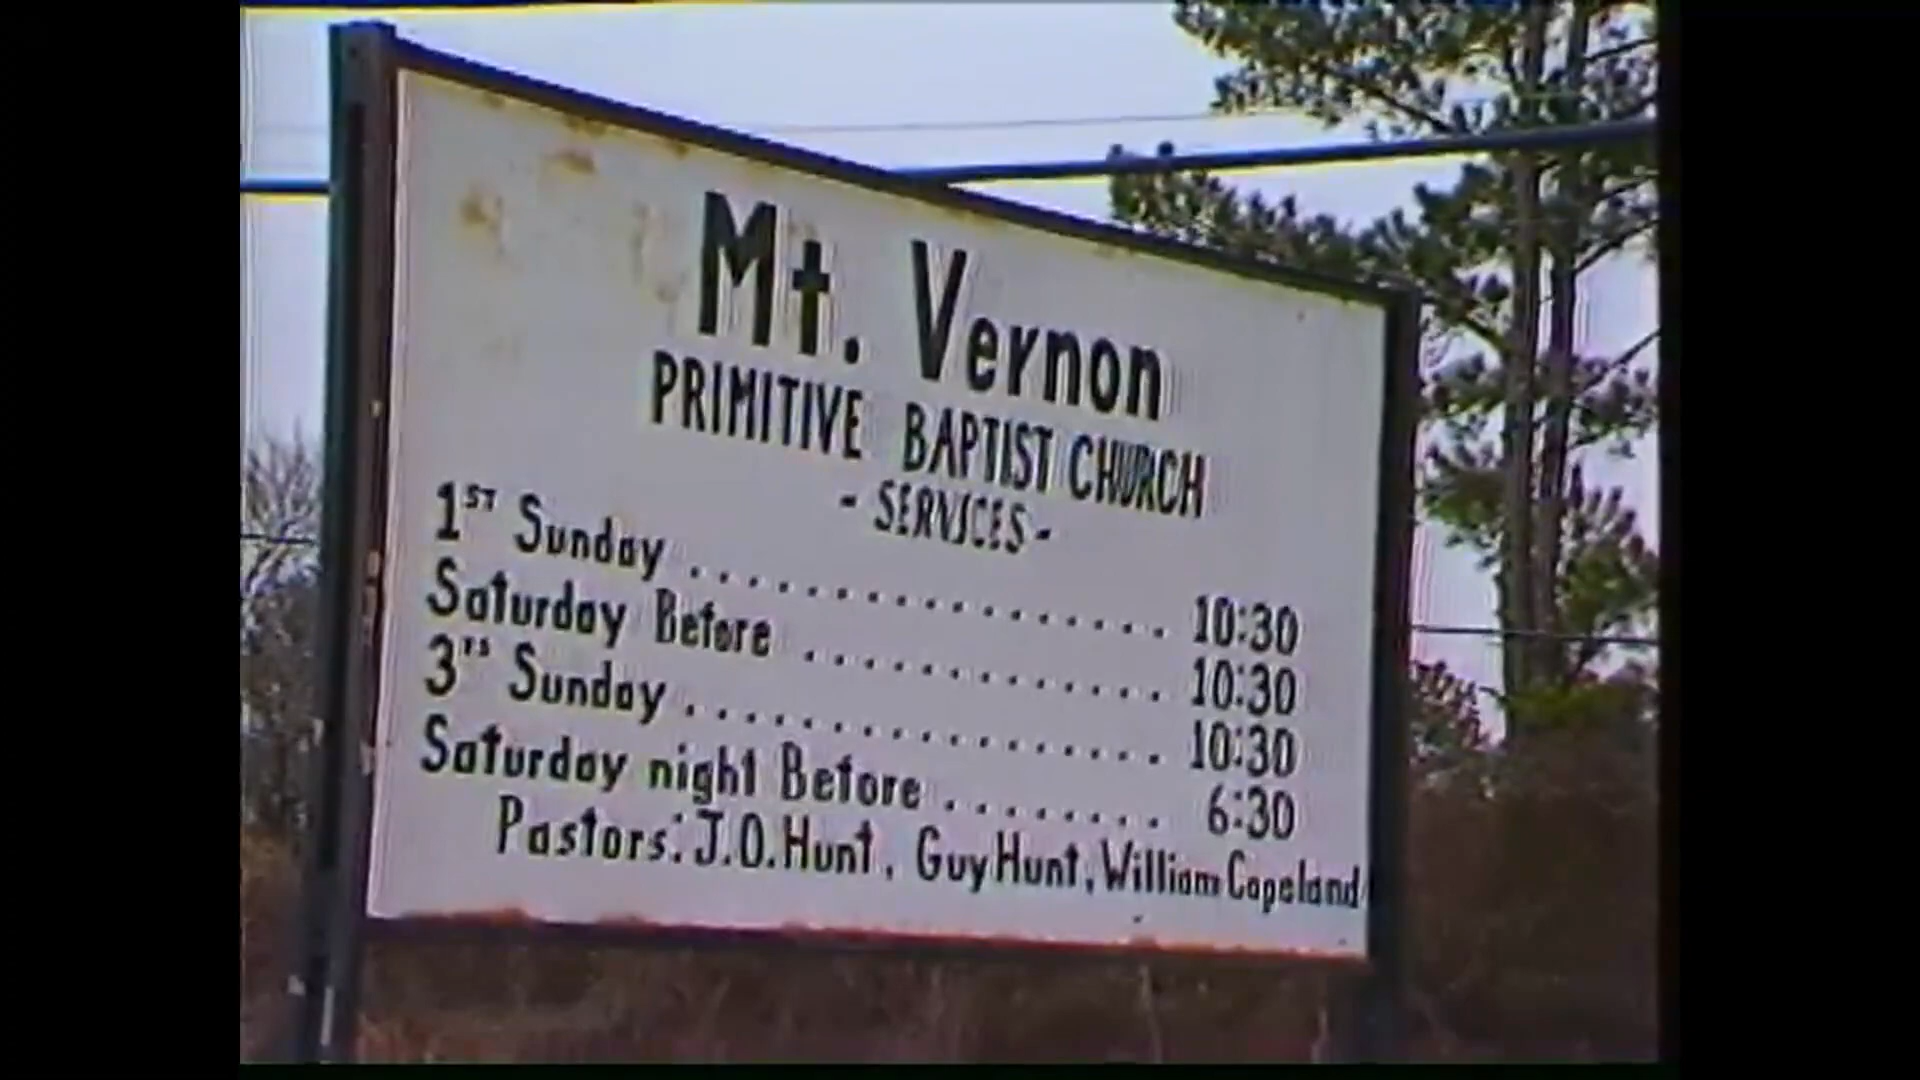 Mt. Vernon
PRIMITIVE BAPTIST CHURCH
- SERVICES -
1ST Sunday ................ 10:30
Saturday Before ............ 10:30
3rd Sunday ................ 10:30
Saturday night Before ........ 6:30
Pastors: J.O. Hunt, Guy Hunt, William Copeland